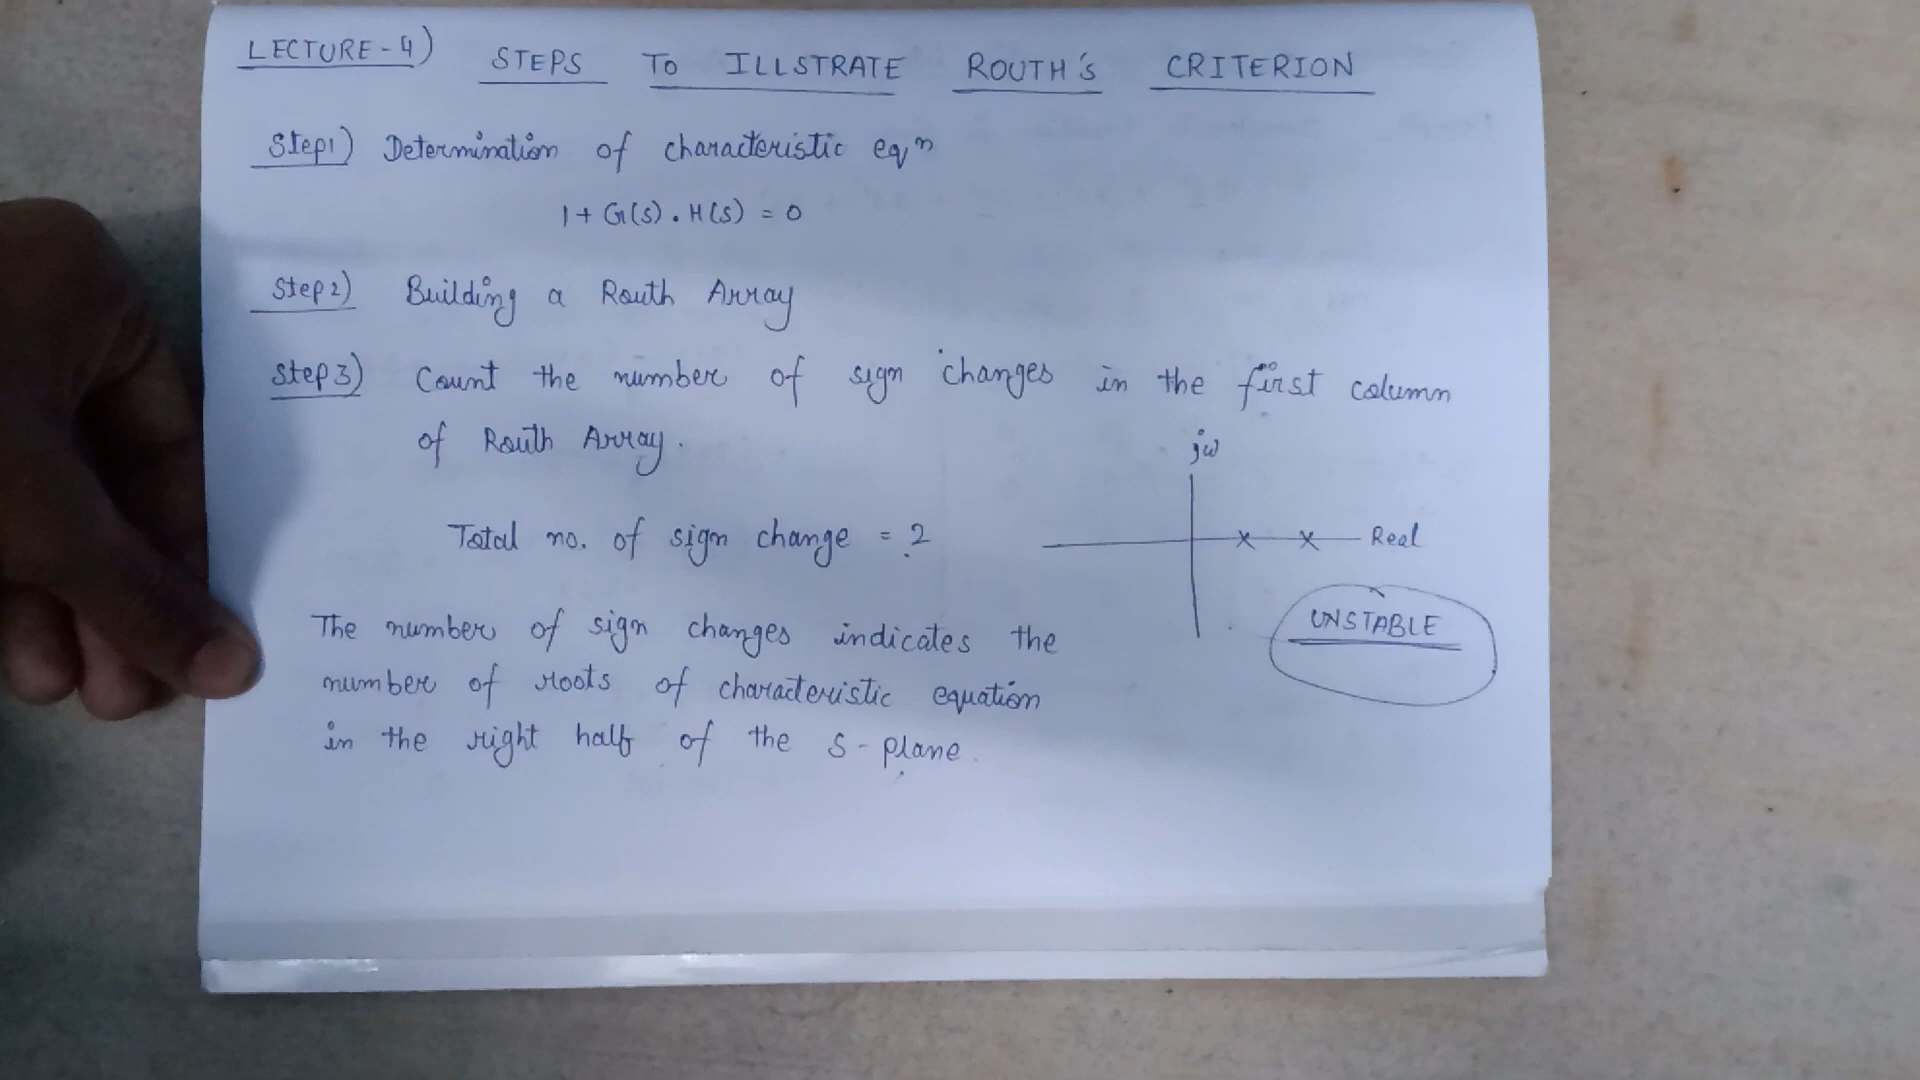 LECTURE-4) STEPS TO ILLSTRATE ROUTH'S CRITERION
Step1) Determination of characteristic eqn
1 + G(s) . H(s) = 0
Step2) Building a Routh Array
Step3) Count the number of sign changes in the first column
of Routh Array.
jω
Total no. of sign change = 2
Real
UNSTABLE
The number of sign changes indicates the
number of roots of characteristic equation
in the right half of the s-plane.